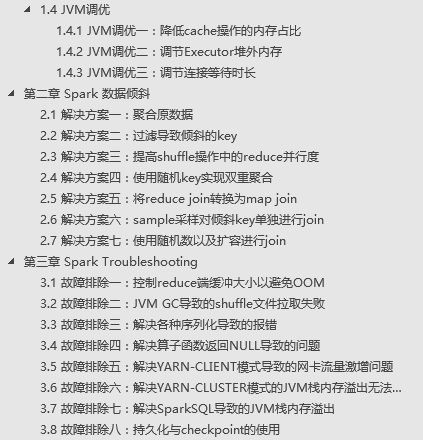 1.4 JVM调优
1.4.1 JVM调优一：降低cache操作的内存占比
1.4.2 JVM调优二：调节Executor堆外内存
1.4.3 JVM调优三：调节连接等待时长
第二章 Spark 数据倾斜
2.1 解决方案一：聚合原数据
2.2 解决方案二：过滤导致倾斜的key
2.3 解决方案三：提高shuffle操作中的reduce并行度
2.4 解决方案四：使用随机key实现双重聚合
2.5 解决方案五：将reduce join转换为map join
2.6 解决方案六：sample采样对倾斜key单独进行join
2.7 解决方案七：使用随机数以及扩容进行join
第三章 Spark Troubleshooting
3.1 故障排除一：控制reduce端缓冲大小以避免OOM
3.2 故障排除二：JVM GC导致的shuffle文件拉取失败
3.3 故障排除三：解决各种序列化导致的报错
3.4 故障排除四：解决算子函数返回NULL导致的问题
3.5 故障排除五：解决YARN-CLIENT模式导致的网卡流量激增问题
3.6 故障排除六：解决YARN-CLUSTER模式的JVM栈内存溢出无法...
3.7 故障排除七：解决SparkSQL导致的JVM栈内存溢出
3.8 故障排除八：持久化与checkpoint的使用